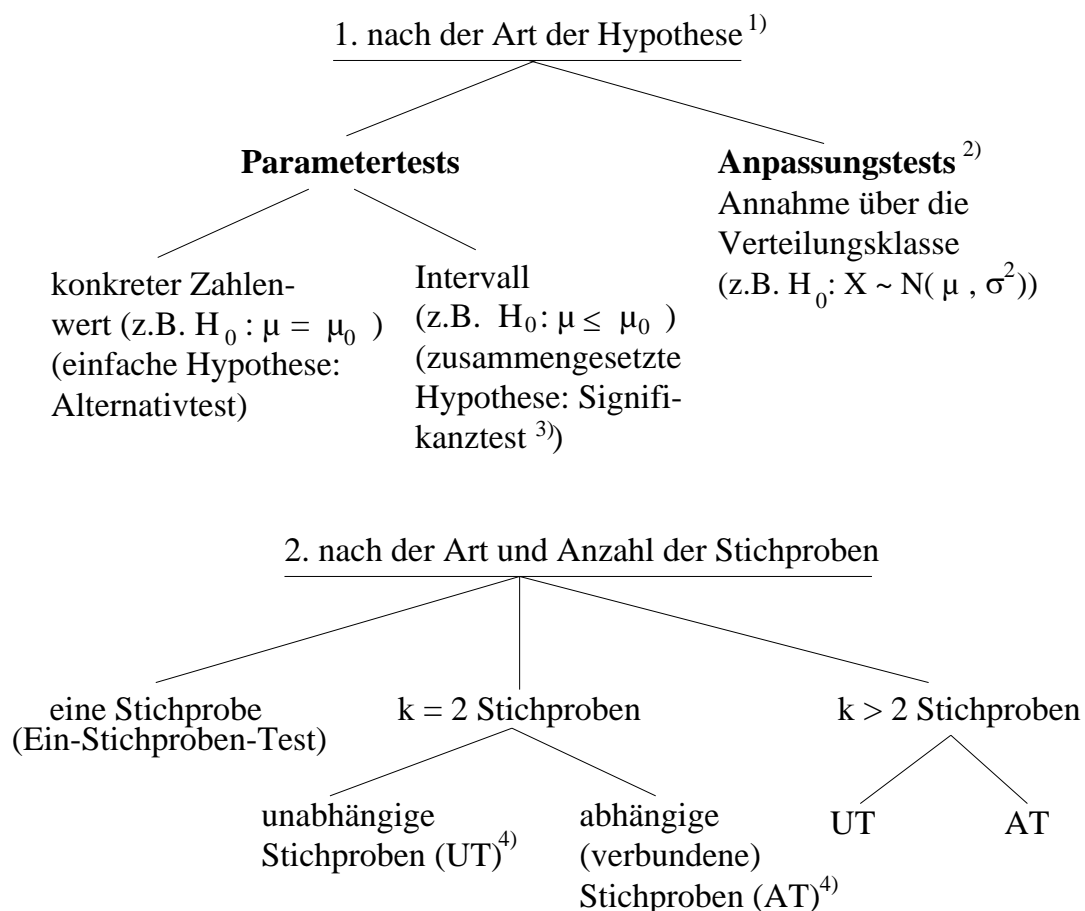 1. nach der Art der Hypothese 1)
Parametertests
Anpassungstests 2)
Annahme über die
Verteilungsklasse
(z.B. H0: X ~ N( µ , σ2))
konkreter Zahlen-
wert (z.B. H0 : µ = µ0 )
(einfache Hypothese:
Alternativtest)
Intervall
(z.B. H0: µ ≤ µ0 )
(zusammengesetzte
Hypothese: Signifi-
kanztest 3))
2. nach der Art und Anzahl der Stichproben
eine Stichprobe
(Ein-Stichproben-Test)
k = 2 Stichproben
k > 2 Stichproben
unabhängige
Stichproben (UT)4)
abhängige
(verbundene)
Stichproben (AT)4)
UT
AT